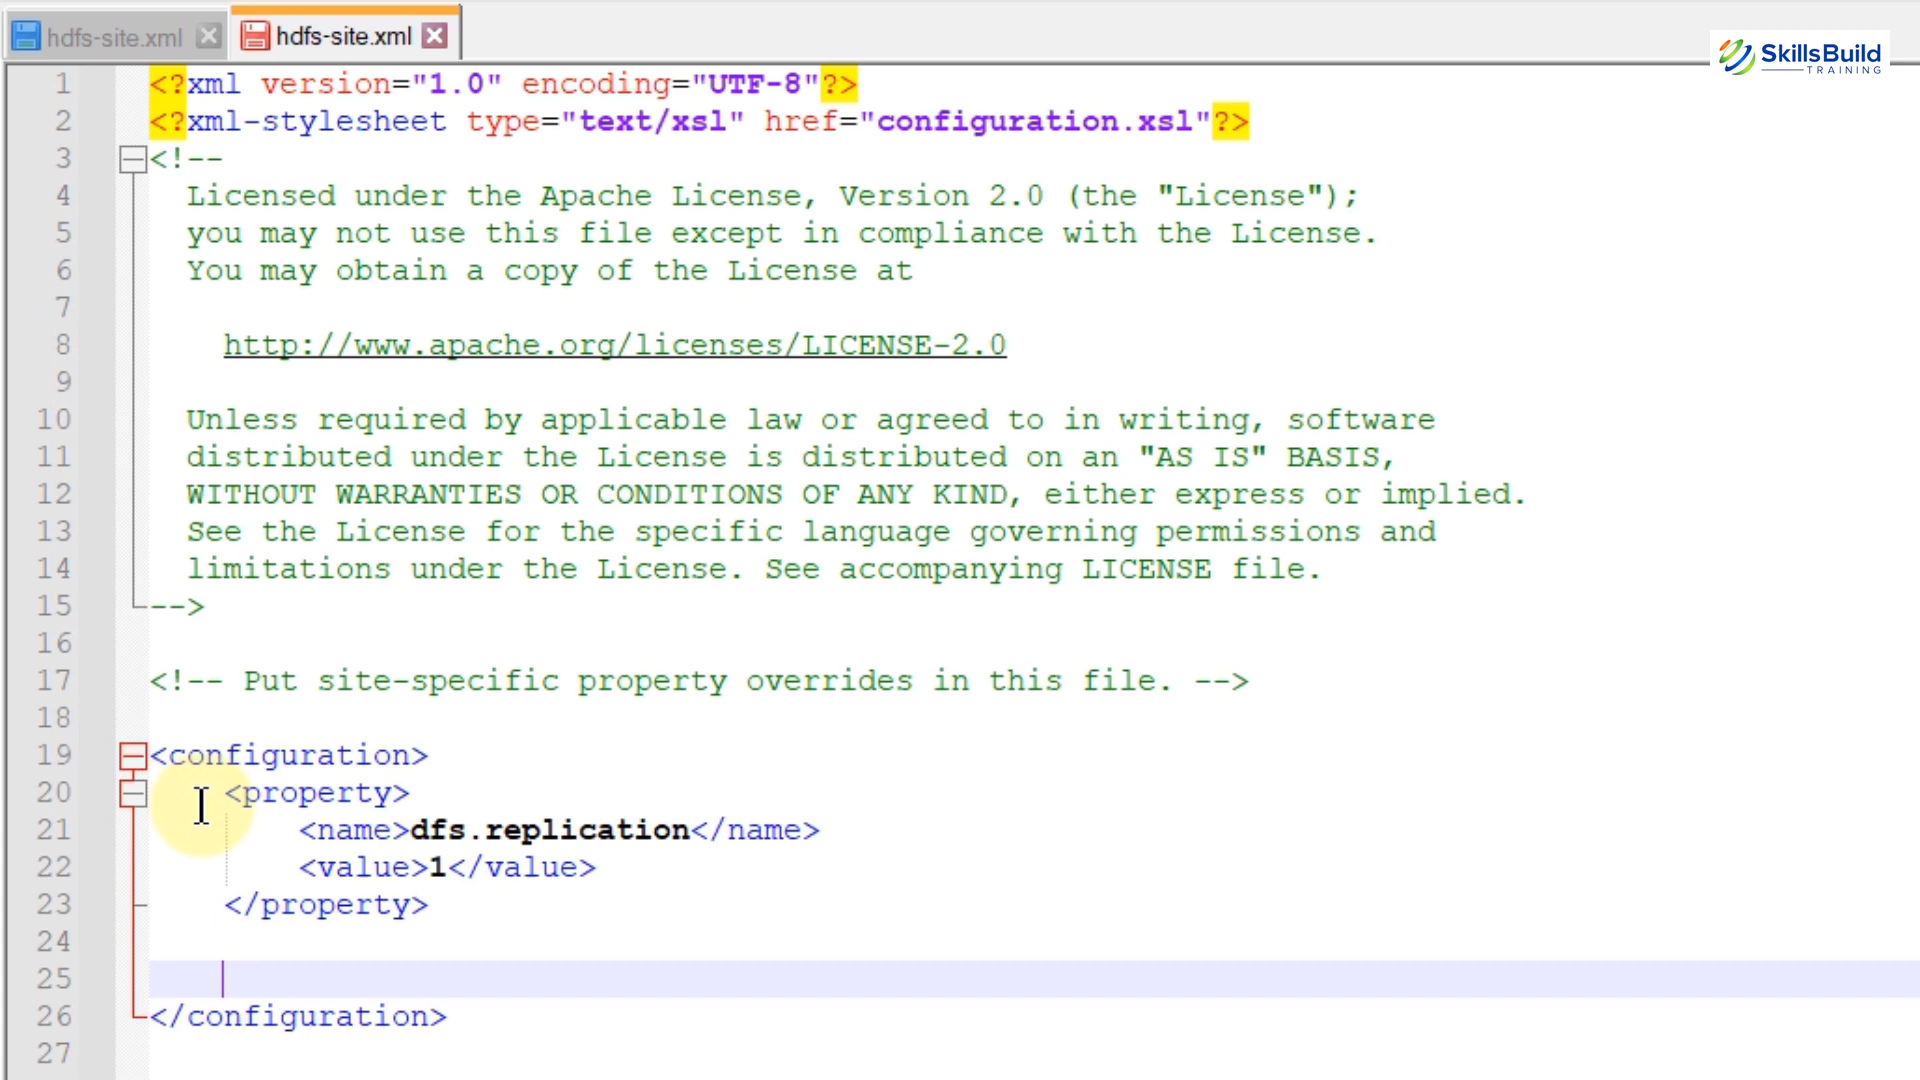 hdfs-site.xml
hdfs-site.xml
SkillsBuild
TRAINING
1 <?xml version="1.0" encoding="UTF-8"?>
2 <?xml-stylesheet type="text/xsl" href="configuration.xsl"?>
3 <!--
4 Licensed under the Apache License, Version 2.0 (the "License");
5 you may not use this file except in compliance with the License.
6 You may obtain a copy of the License at
7
8 http://www.apache.org/licenses/LICENSE-2.0
9
10 Unless required by applicable law or agreed to in writing, software
11 distributed under the License is distributed on an "AS IS" BASIS,
12 WITHOUT WARRANTIES OR CONDITIONS OF ANY KIND, either express or implied.
13 See the License for the specific language governing permissions and
14 limitations under the License. See accompanying LICENSE file.
15 -->
16
17 <!-- Put site-specific property overrides in this file. -->
18
19 <configuration>
20 <property>
21 <name>dfs.replication</name>
22 <value>1</value>
23 </property>
24
25
26 </configuration>
27